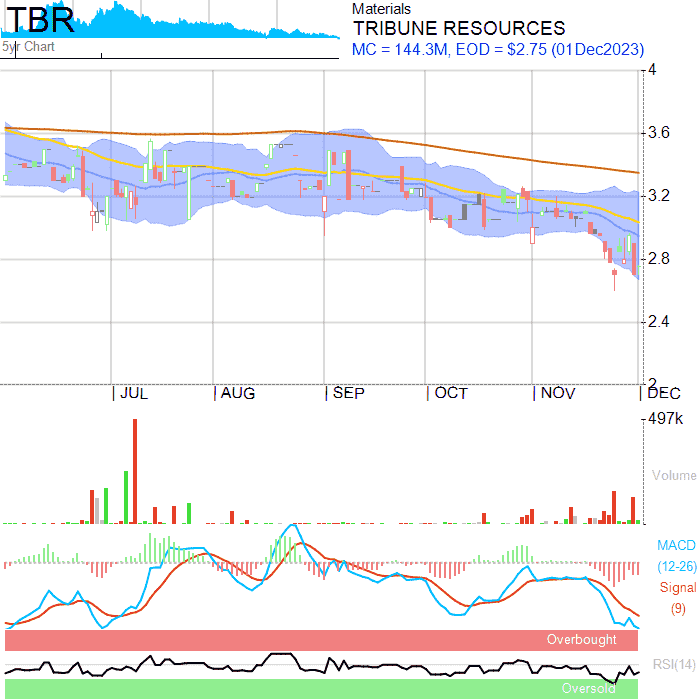 TBR
5yr Chart
Materials
TRIBUNE RESOURCES
MC = 144.3M, EOD = $2.75 (01Dec2023)
4
3.6
3.2
2.8
2.4
2
JUL AUG SEP OCT NOV DEC
497k
Volume
MACD
(12-26)
Signal
(9)
Overbought
RSI(14)
Oversold